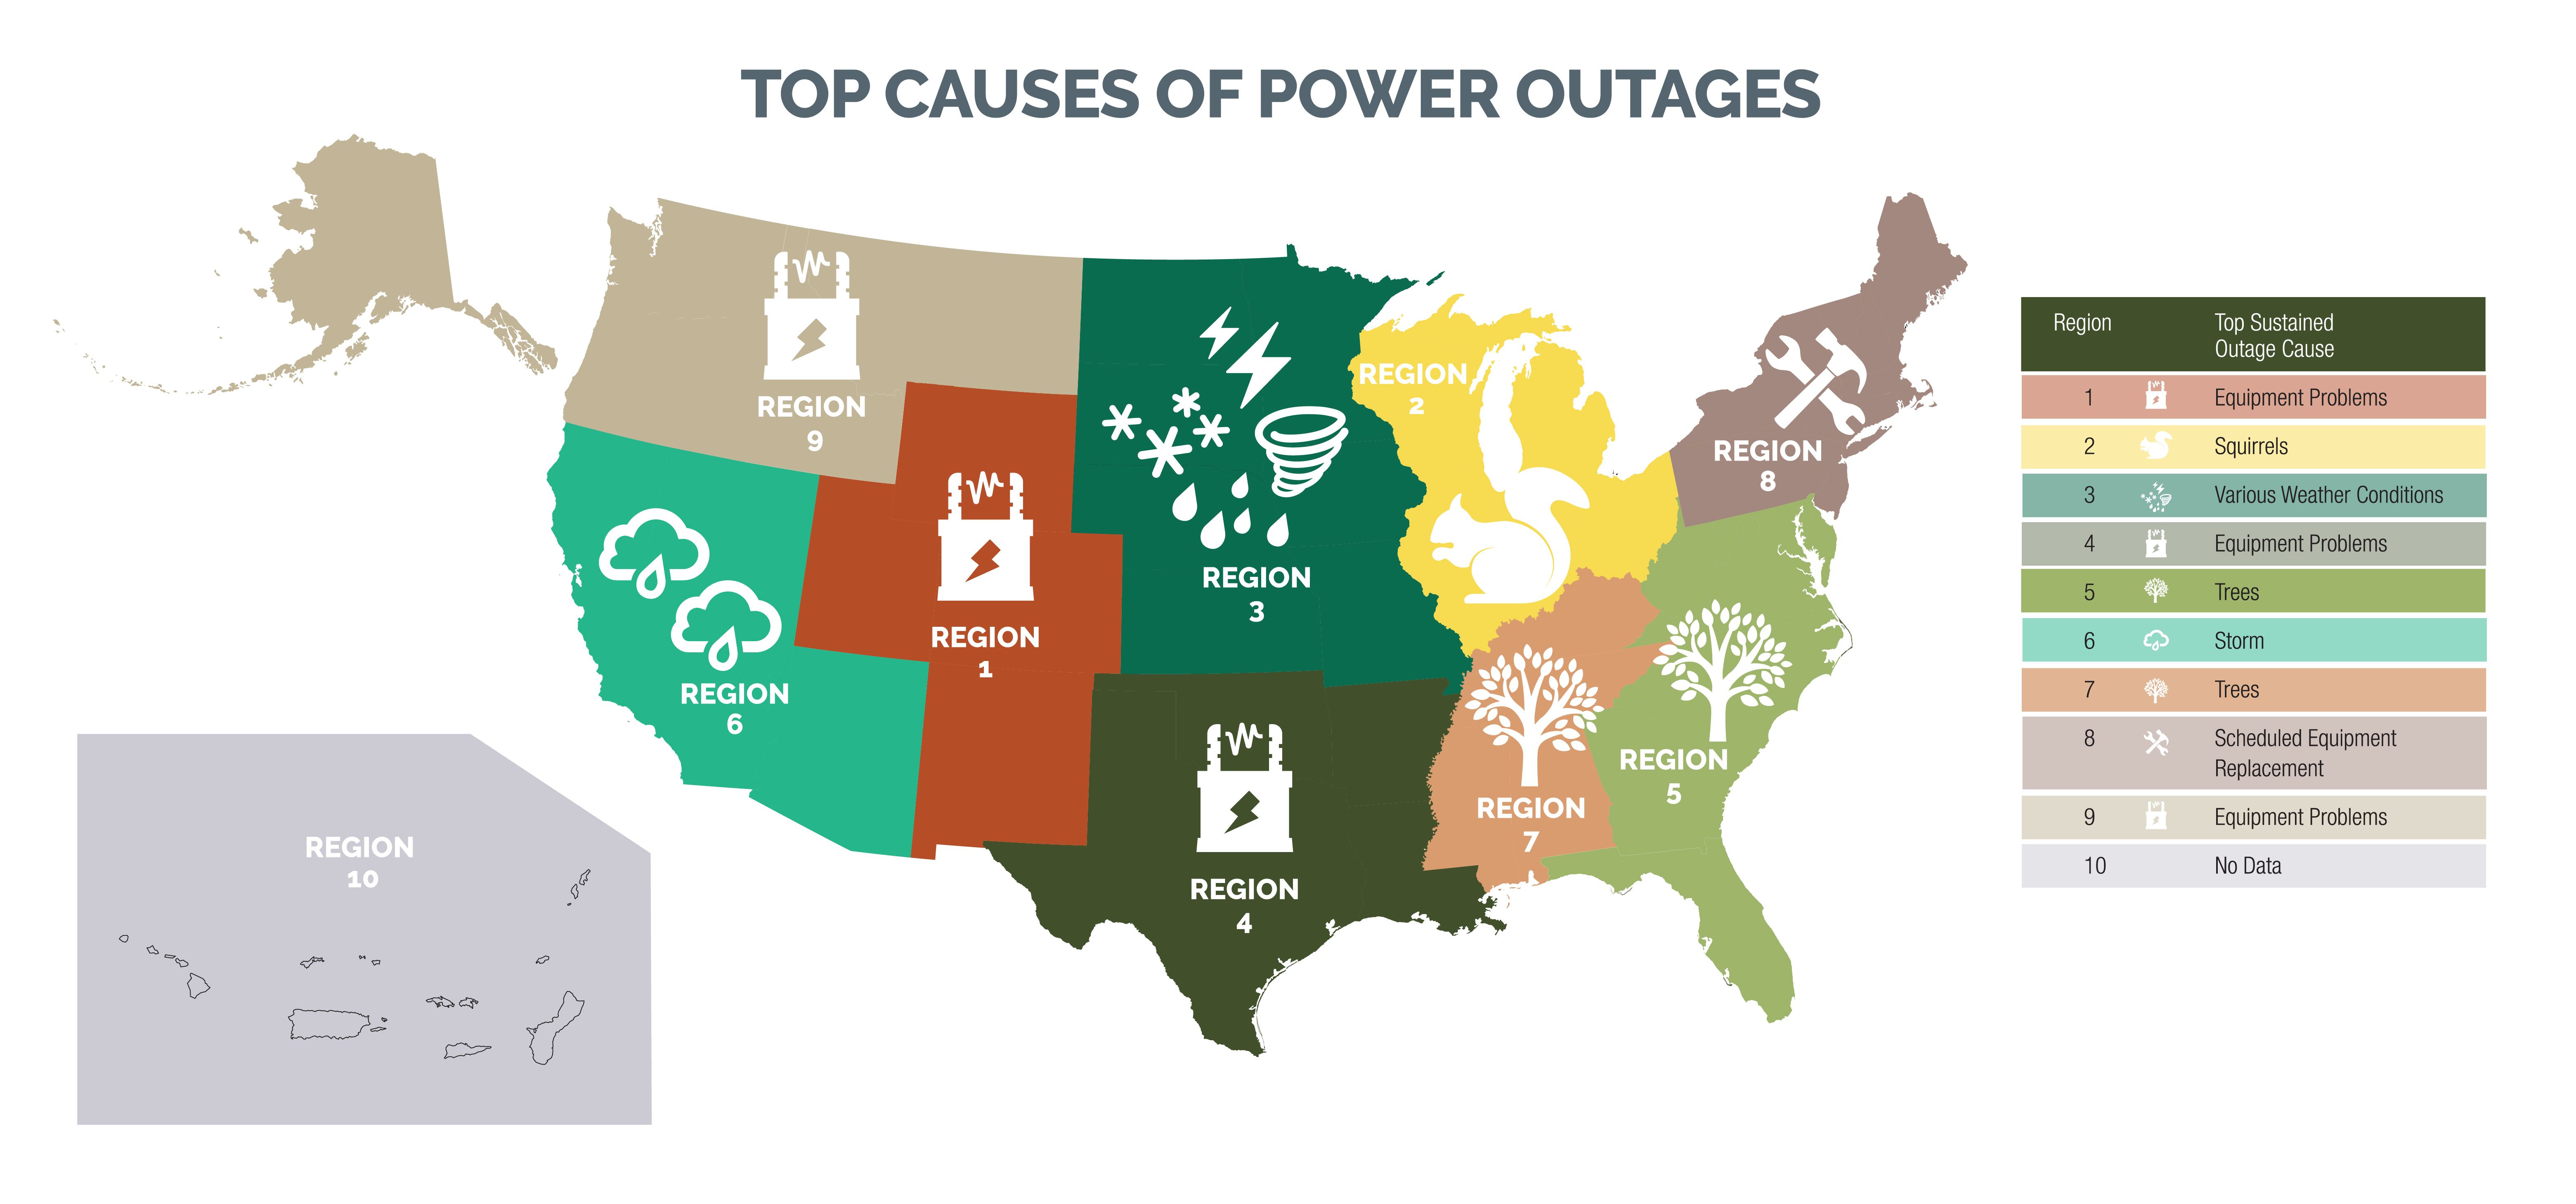 TOP CAUSES OF POWER OUTAGES
REGION
9
REGION
1
REGION
6
REGION
3
REGION
2
REGION
8
REGION
4
REGION
7
REGION
5
REGION
10
Region Top Sustained
Outage Cause
1 Equipment Problems
2 Squirrels
3 Various Weather Conditions
4 Equipment Problems
5 Trees
6 Storm
7 Trees
8 Scheduled Equipment
Replacement
9 Equipment Problems
10 No Data